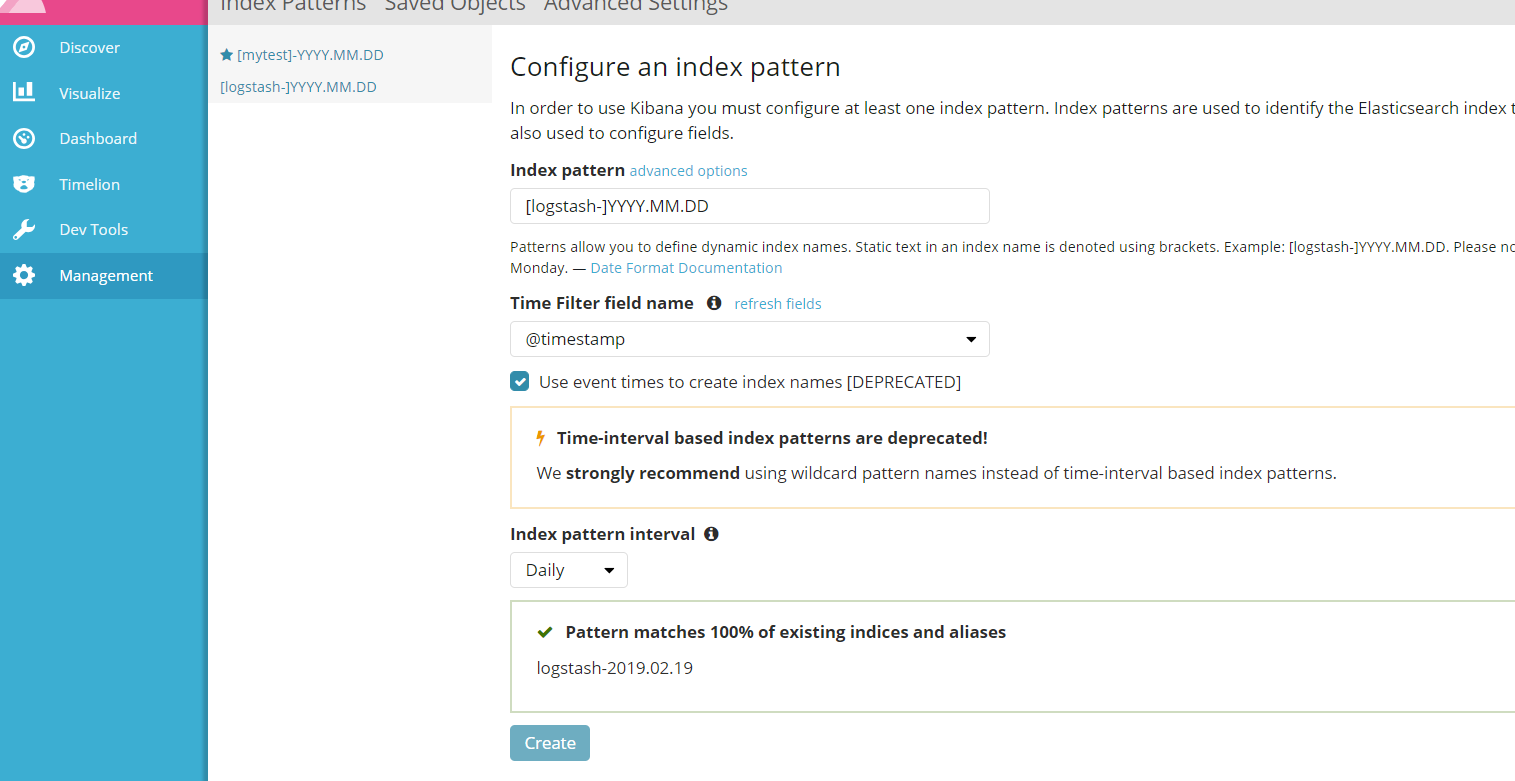 Index Patterns Saved Objects Advanced Settings
Discover
Visualize
Dashboard
Timelion
Dev Tools
Management
[mytest]-YYYY.MM.DD
[logstash-]YYYY.MM.DD
Configure an index pattern
In order to use Kibana you must configure at least one index pattern. Index patterns are used to identify the Elasticsearch index
also used to configure fields.
Index pattern advanced options
[logstash-]YYYY.MM.DD
Patterns allow you to define dynamic index names. Static text in an index name is denoted using brackets. Example: [logstash-]YYYY.MM.DD. Please
Monday. — Date Format Documentation
Time Filter field name refresh fields
@timestamp
Use event times to create index names [DEPRECATED]
Time-interval based index patterns are deprecated!
We strongly recommend using wildcard pattern names instead of time-interval based index patterns.
Index pattern interval
Daily
Pattern matches 100% of existing indices and aliases
logstash-2019.02.19
Create